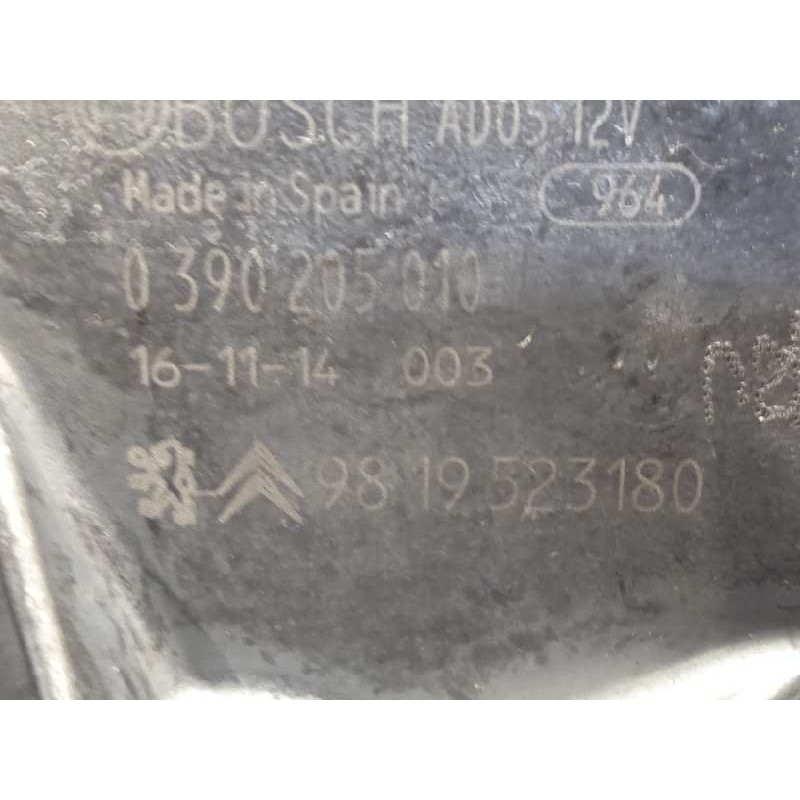 BOSCH AD05 12V
Made in Spain 964
0 390 205 010
16-11-14 003
98 19 523180